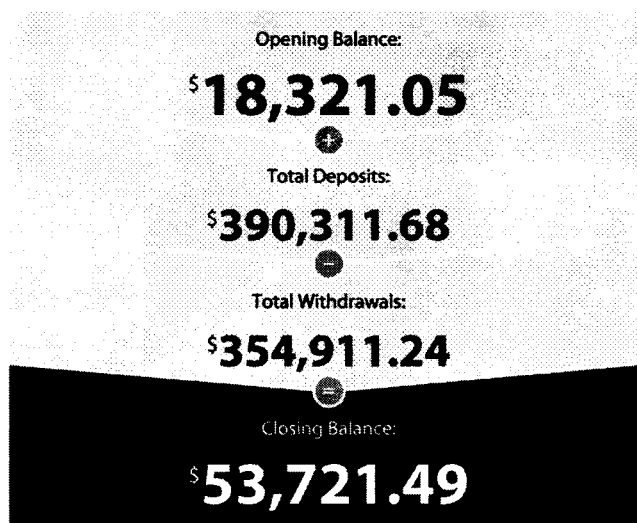 Opening Balance:
$18,321.05
+
Total Deposits:
$390,311.68
−
Total Withdrawals:
$354,911.24
=
Closing Balance:
$53,721.49